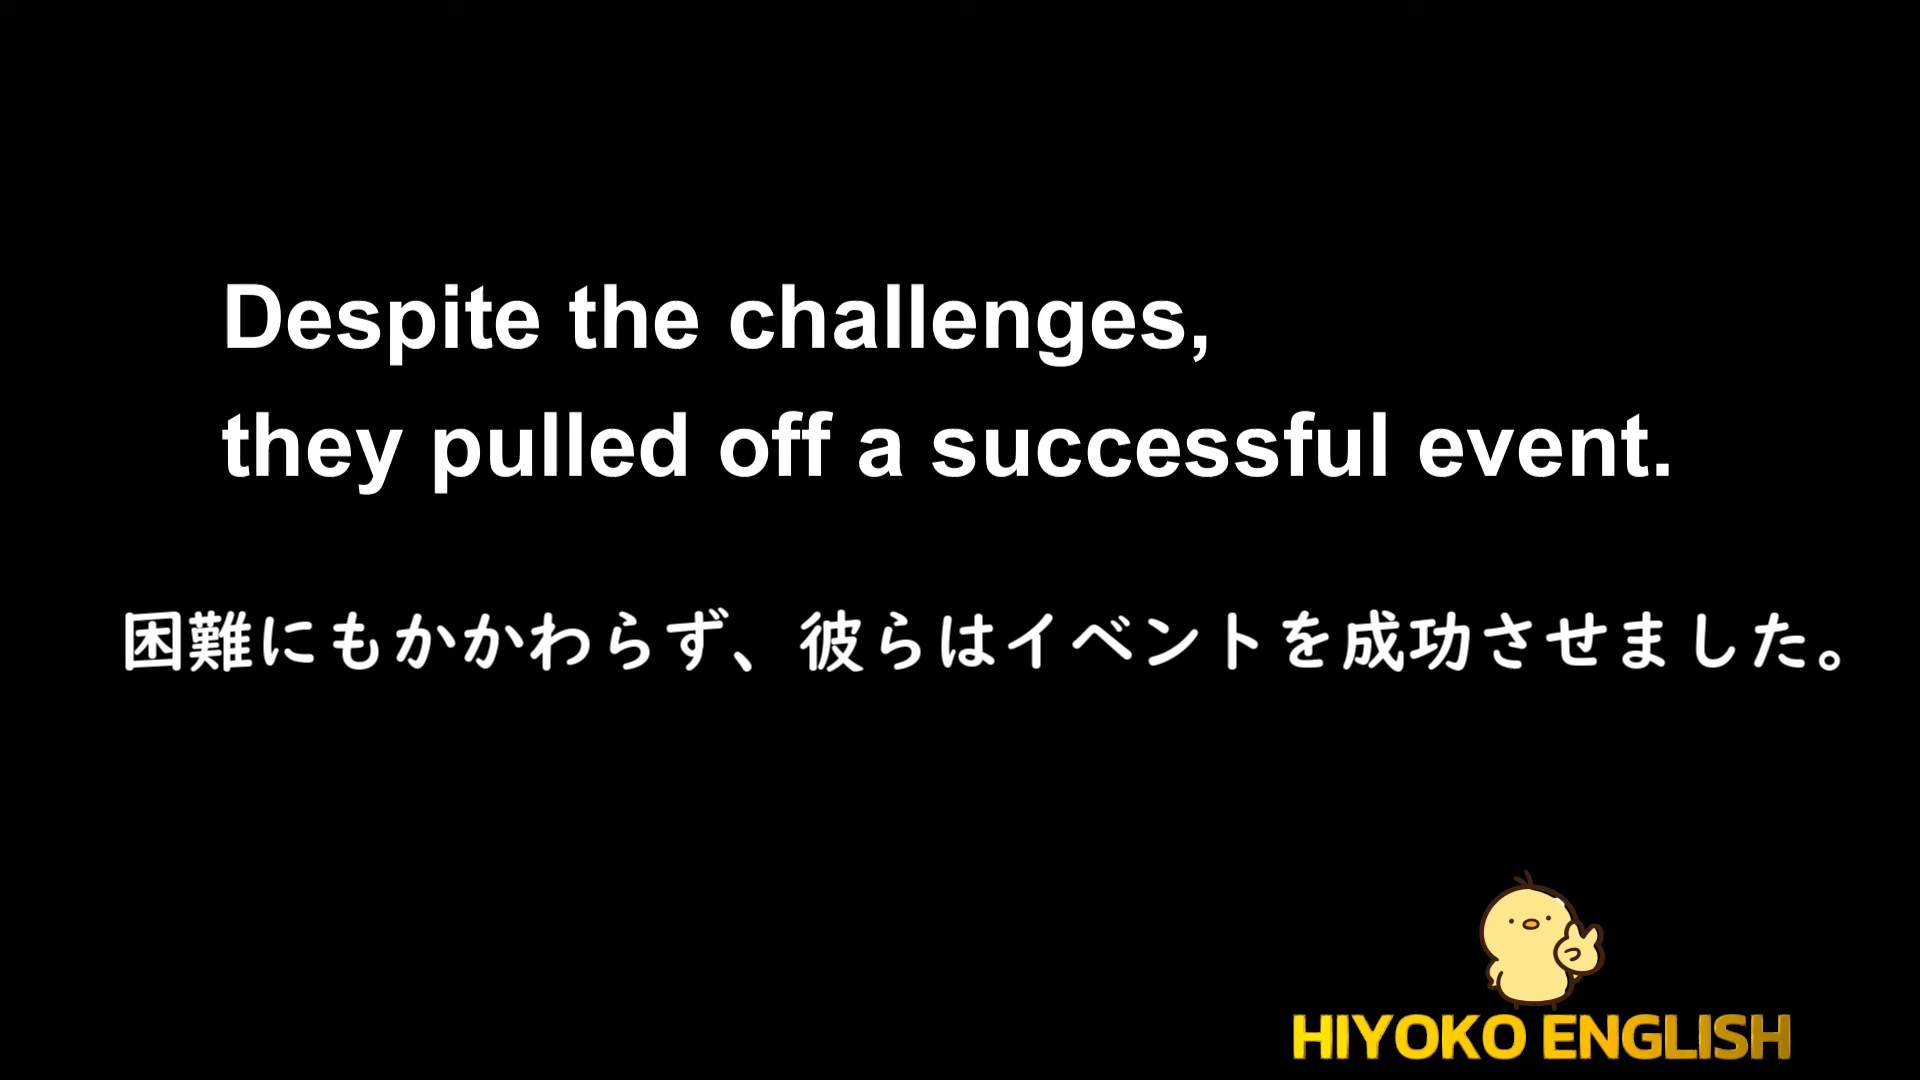 Despite the challenges,
they pulled off a successful event.
困難にもかかわらず、彼らはイベントを成功させました。
HIYOKO ENGLISH